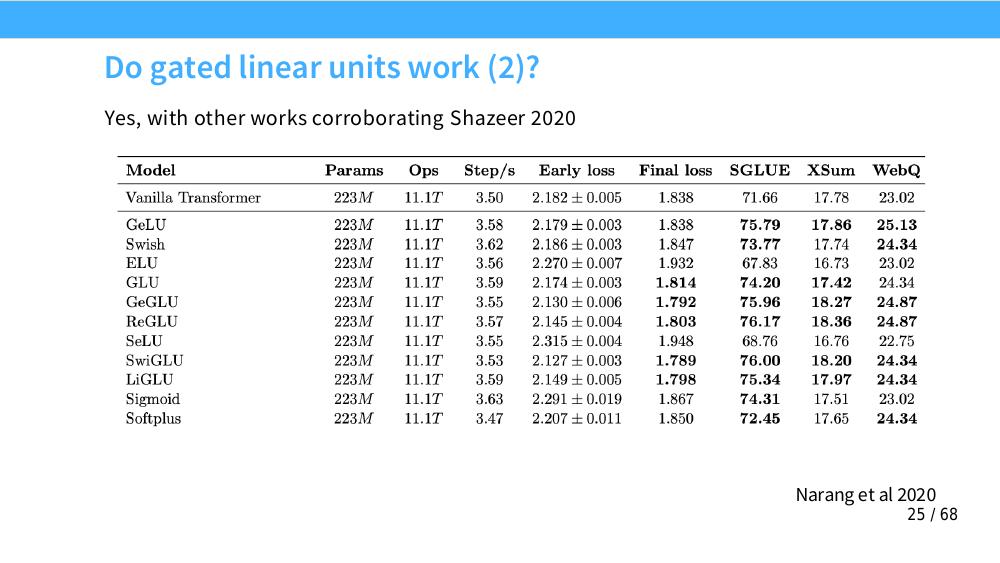 Do gated linear units work (2)?
Yes, with other works corroborating Shazeer 2020
Model Params Ops Step/s Early loss Final loss SGLUE XSum WebQ
Vanilla Transformer 223M 11.1T 3.50 2.182 ± 0.005 1.838 71.66 17.78 23.02
GeLU 223M 11.1T 3.58 2.179 ± 0.003 1.838 75.79 17.86 25.13
Swish 223M 11.1T 3.62 2.186 ± 0.003 1.847 73.77 17.74 24.34
ELU 223M 11.1T 3.56 2.270 ± 0.007 1.932 67.83 16.73 23.02
GLU 223M 11.1T 3.59 2.174 ± 0.003 1.814 74.20 17.42 24.34
GeGLU 223M 11.1T 3.55 2.130 ± 0.006 1.792 75.96 18.27 24.87
ReGLU 223M 11.1T 3.57 2.145 ± 0.004 1.803 76.17 18.36 24.87
SeLU 223M 11.1T 3.55 2.315 ± 0.004 1.948 68.76 16.76 22.75
SwiGLU 223M 11.1T 3.53 2.127 ± 0.003 1.789 76.00 18.20 24.34
LiGLU 223M 11.1T 3.59 2.149 ± 0.005 1.798 75.34 17.97 24.34
Sigmoid 223M 11.1T 3.63 2.291 ± 0.019 1.867 74.31 17.51 23.02
Softplus 223M 11.1T 3.47 2.207 ± 0.011 1.850 72.45 17.65 24.34
Narang et al 2020
25 / 68